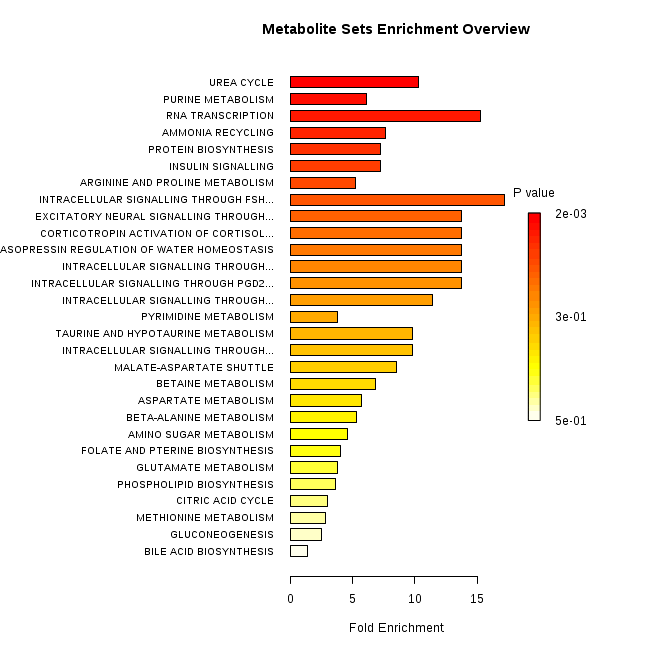 Metabolite Sets Enrichment Overview
UREA CYCLE
PURINE METABOLISM
RNA TRANSCRIPTION
AMMONIA RECYCLING
PROTEIN BIOSYNTHESIS
INSULIN SIGNALLING
ARGININE AND PROLINE METABOLISM
INTRACELLULAR SIGNALLING THROUGH FSH...
EXCITATORY NEURAL SIGNALLING THROUGH...
CORTICOTROPIN ACTIVATION OF CORTISOL...
ASOPRESSIN REGULATION OF WATER HOMEOSTASIS
INTRACELLULAR SIGNALLING THROUGH...
INTRACELLULAR SIGNALLING THROUGH PGD2...
INTRACELLULAR SIGNALLING THROUGH...
PYRIMIDINE METABOLISM
TAURINE AND HYPOTAURINE METABOLISM
INTRACELLULAR SIGNALLING THROUGH...
MALATE-ASPARTATE SHUTTLE
BETAINE METABOLISM
ASPARTATE METABOLISM
BETA-ALANINE METABOLISM
AMINO SUGAR METABOLISM
FOLATE AND PTERINE BIOSYNTHESIS
GLUTAMATE METABOLISM
PHOSPHOLIPID BIOSYNTHESIS
CITRIC ACID CYCLE
METHIONINE METABOLISM
GLUCONEOGENESIS
BILE ACID BIOSYNTHESIS
0 5 10 15
Fold Enrichment
P value
2e-03
3e-01
5e-01